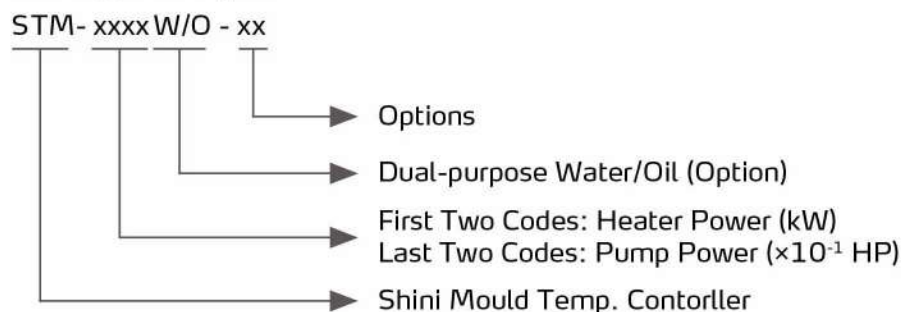 STM- xxxx W/O - xx
Options
Dual-purpose Water/Oil (Option)
First Two Codes: Heater Power (kW)
Last Two Codes: Pump Power (×10⁻¹ HP)
Shini Mould Temp. Contorller